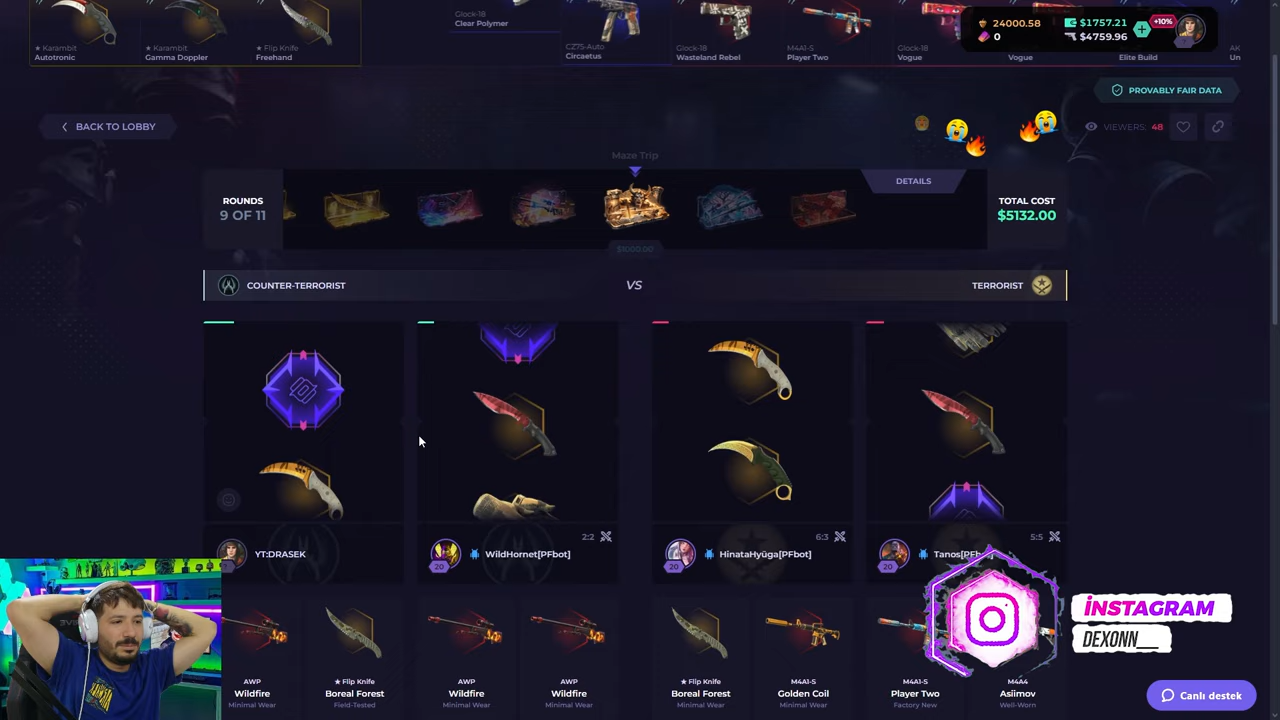 ★ Karambit
Autotronic
★ Karambit
Gamma Doppler
★ Flip Knife
Freehand
Glock-18
Clear Polymer
CZ75-Auto
Circaetus
Glock-18
Wasteland Rebel
M4A1-S
Player Two
Glock-18
Vogue
Vogue
Elite Build
AK
Un
24000.58
0
$1757.21
$4759.96
+10%
PROVABLY FAIR DATA
BACK TO LOBBY
VIEWERS: 48
Maze Trip
DETAILS
ROUNDS
9 OF 11
TOTAL COST
$5132.00
$1000.00
COUNTER-TERRORIST
VS
TERRORIST
YT:DRASEK
2:2
WildHornet[PFbot]
20
6:3
HinataHyūga[PFbot]
20
5:5
Tanos[PFb
20
AWP
Wildfire
Minimal Wear
★ Flip Knife
Boreal Forest
Field-Tested
AWP
Wildfire
Minimal Wear
AWP
Wildfire
Minimal Wear
★ Flip Knife
Boreal Forest
Minimal Wear
M4A1-S
Golden Coil
Minimal Wear
M4A1-S
Player Two
Factory New
M4A4
Asiimov
Well-Worn
İNSTAGRAM
DEXONN__
Canlı destek